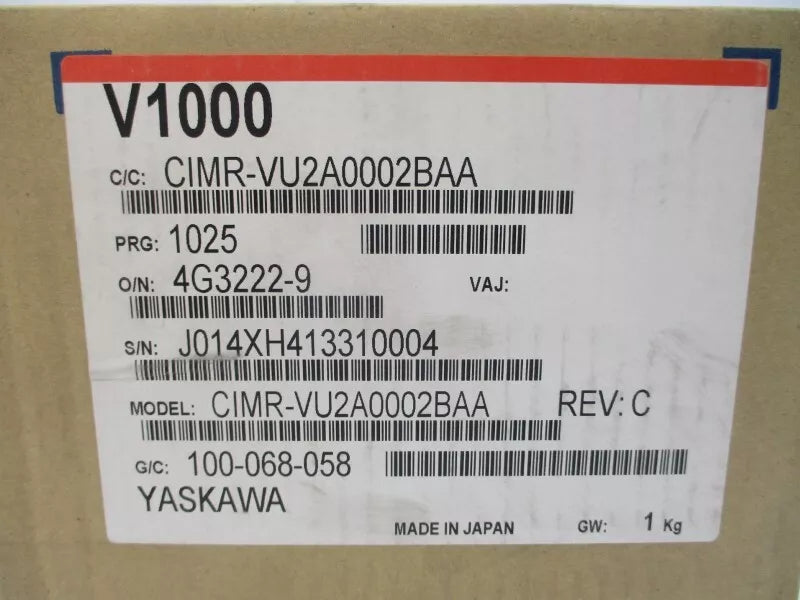 V1000
C/C: CIMR-VU2A0002BAA
PRG: 1025
O/N: 4G3222-9 VAJ:
S/N: J014XH413310004
MODEL: CIMR-VU2A0002BAA REV: C
G/C: 100-068-058
YASKAWA
MADE IN JAPAN GW: 1 Kg